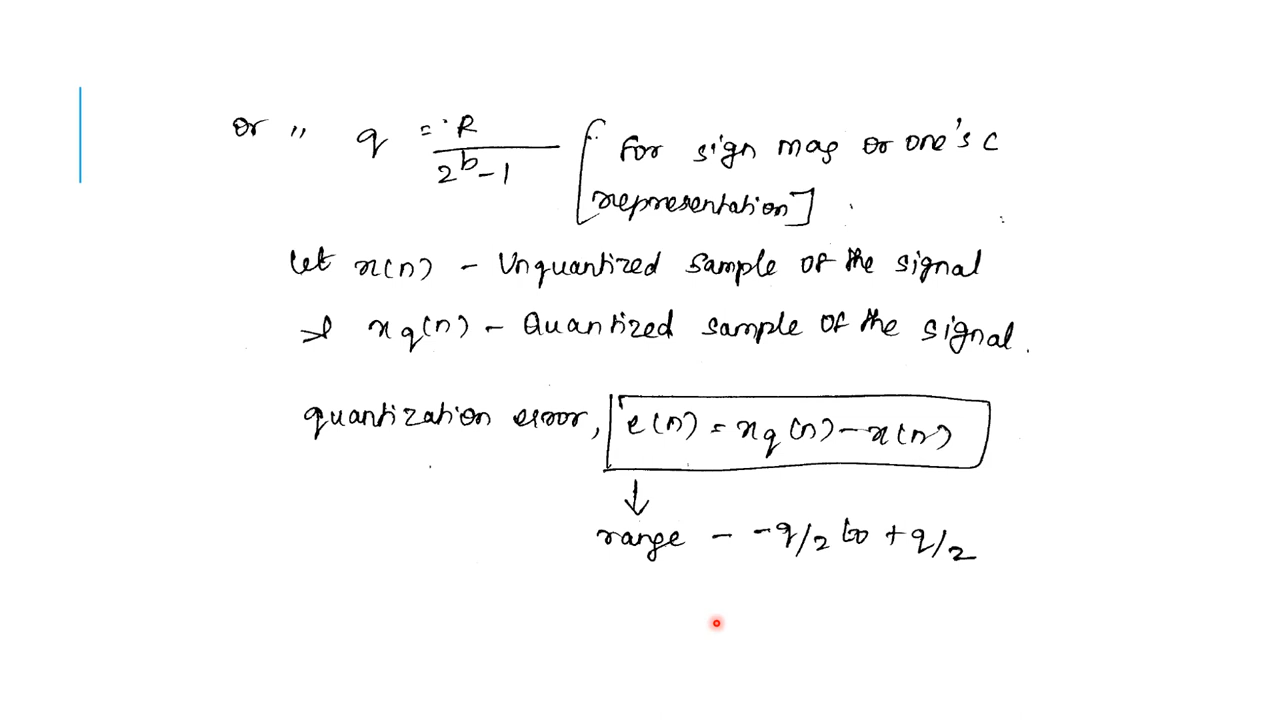 or " q = R / 2^b - 1 [For sign mag or one's c
representation]
let x(n) - Unquantized sample of the signal
& xq(n) - Quantized sample of the signal.
quantization error, e(n) = xq(n) - x(n)
↓
range - -q/2 to +q/2